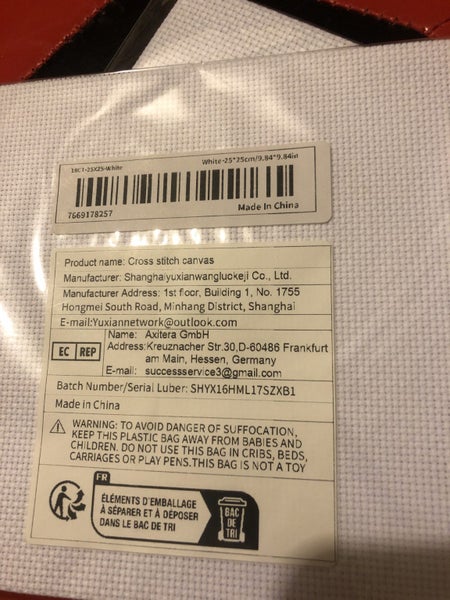 18CT-25X25-White
White-25*25cm/9.84*9.84in
7669178257
Made In China
Product name: Cross stitch canvas
Manufacturer: Shanghaiyuxianwangluokeji Co., Ltd.
Manufacturer Address: 1st floor, Building 1, No. 1755
Hongmei South Road, Minhang District, Shanghai
E-mail:Yuxiannetwork@outlook.com
EC REP
Name: Axitera GmbH
Address:Kreuznacher Str.30,D-60486 Frankfurt
am Main, Hessen, Germany
E-mail: successservice3@gmail.com
Batch Number/Serial Luber: SHYX16HML17SZXB1
Made in China
WARNING: TO AVOID DANGER OF SUFFOCATION,
KEEP THIS PLASTIC BAG AWAY FROM BABIES AND
CHILDREN. DO NOT USE THIS BAG IN CRIBS, BEDS,
CARRIAGES OR PLAY PENS.THIS BAG IS NOT A TOY
FR
ÉLÉMENTS D'EMBALLAGE
À SÉPARER ET À DÉPOSER
DANS LE BAC DE TRI
BAC
DE
TRI